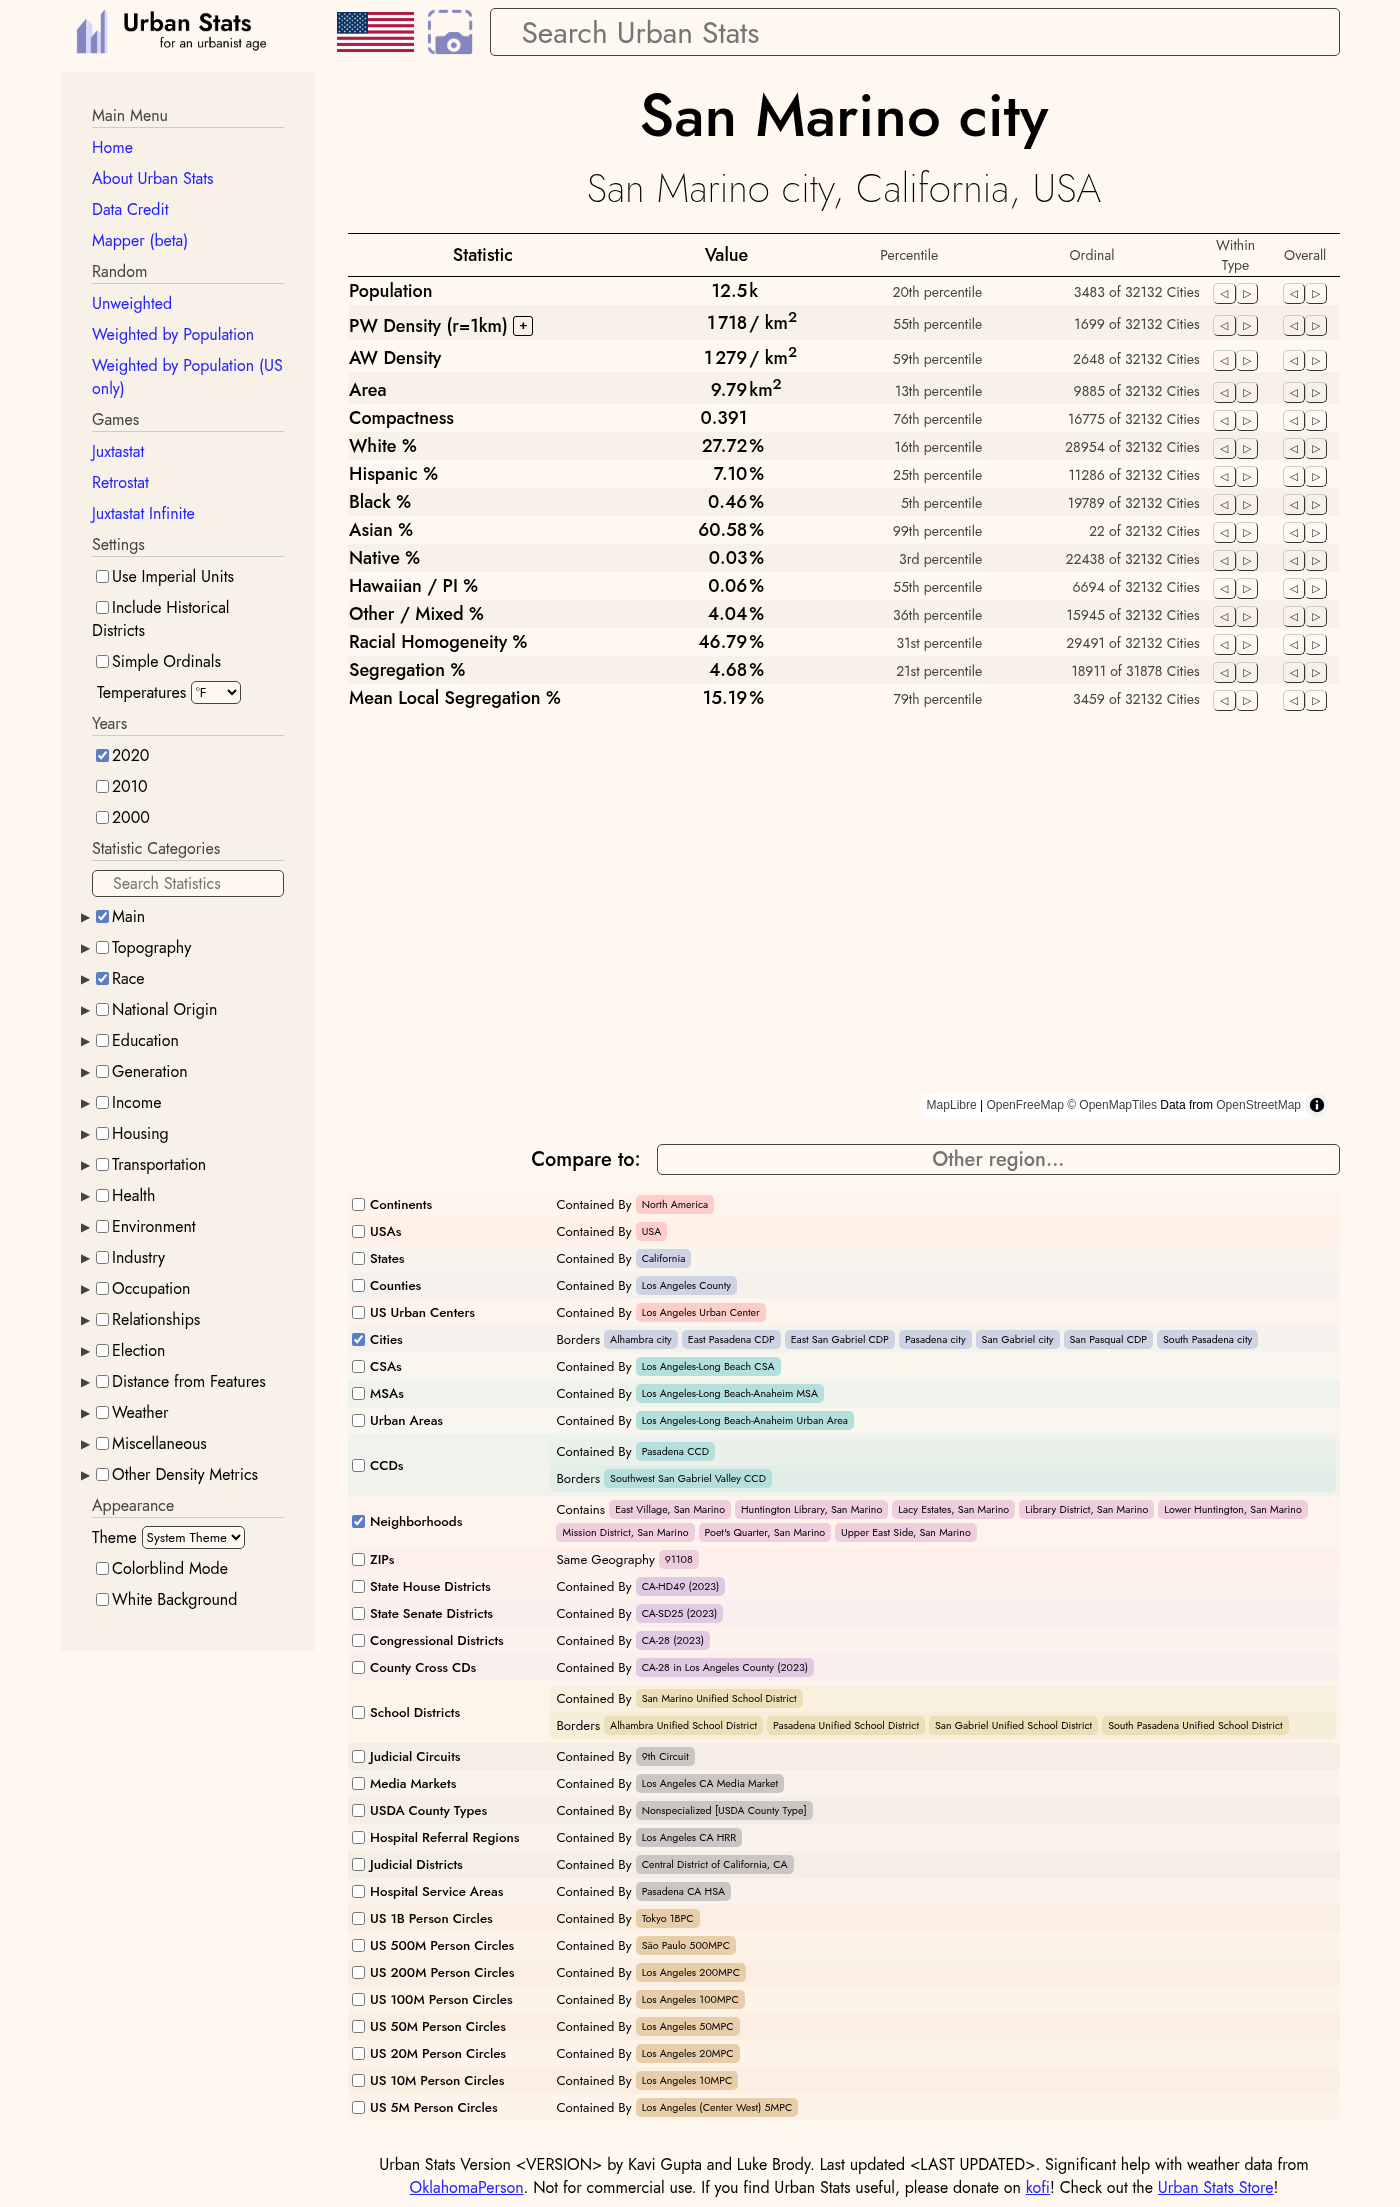 Urban Stats
for an urbanist age
Search Urban Stats
Main Menu
Home
About Urban Stats
Data Credit
Mapper (beta)
Random
Unweighted
Weighted by Population
Weighted by Population (US
only)
Games
Juxtastat
Retrostat
Juxtastat Infinite
Settings
Use Imperial Units
Include Historical
Districts
Simple Ordinals
Temperatures °F
Years
2020
2010
2000
Statistic Categories
Search Statistics
Main
Topography
Race
National Origin
Education
Generation
Income
Housing
Transportation
Health
Environment
Industry
Occupation
Relationships
Election
Distance from Features
Weather
Miscellaneous
Other Density Metrics
Appearance
Theme System Theme
Colorblind Mode
White Background
San Marino city
San Marino city, California, USA
Statistic Value Percentile Ordinal Within Type Overall
Population 12.5 k 20th percentile 3483 of 32132 Cities
PW Density (r=1km) + 1 718 / km² 55th percentile 1699 of 32132 Cities
AW Density 1 279 / km² 59th percentile 2648 of 32132 Cities
Area 9.79 km² 13th percentile 9885 of 32132 Cities
Compactness 0.391 76th percentile 16775 of 32132 Cities
White % 27.72 % 16th percentile 28954 of 32132 Cities
Hispanic % 7.10 % 25th percentile 11286 of 32132 Cities
Black % 0.46 % 5th percentile 19789 of 32132 Cities
Asian % 60.58 % 99th percentile 22 of 32132 Cities
Native % 0.03 % 3rd percentile 22438 of 32132 Cities
Hawaiian / PI % 0.06 % 55th percentile 6694 of 32132 Cities
Other / Mixed % 4.04 % 36th percentile 15945 of 32132 Cities
Racial Homogeneity % 46.79 % 31st percentile 29491 of 32132 Cities
Segregation % 4.68 % 21st percentile 18911 of 31878 Cities
Mean Local Segregation % 15.19 % 79th percentile 3459 of 32132 Cities
MapLibre | OpenFreeMap © OpenMapTiles Data from OpenStreetMap
Compare to: Other region...
Continents Contained By North America
USAs Contained By USA
States Contained By California
Counties Contained By Los Angeles County
US Urban Centers Contained By Los Angeles Urban Center
Cities Borders Alhambra city East Pasadena CDP East San Gabriel CDP Pasadena city San Gabriel city San Pasqual CDP South Pasadena city
CSAs Contained By Los Angeles-Long Beach CSA
MSAs Contained By Los Angeles-Long Beach-Anaheim MSA
Urban Areas Contained By Los Angeles-Long Beach-Anaheim Urban Area
CCDs Contained By Pasadena CCD
Borders Southwest San Gabriel Valley CCD
Neighborhoods Contains East Village, San Marino Huntington Library, San Marino Lacy Estates, San Marino Library District, San Marino Lower Huntington, San Marino
Mission District, San Marino Poet's Quarter, San Marino Upper East Side, San Marino
ZIPs Same Geography 91108
State House Districts Contained By CA-HD49 (2023)
State Senate Districts Contained By CA-SD25 (2023)
Congressional Districts Contained By CA-28 (2023)
County Cross CDs Contained By CA-28 in Los Angeles County (2023)
School Districts Contained By San Marino Unified School District
Borders Alhambra Unified School District Pasadena Unified School District San Gabriel Unified School District South Pasadena Unified School District
Judicial Circuits Contained By 9th Circuit
Media Markets Contained By Los Angeles CA Media Market
USDA County Types Contained By Nonspecialized [USDA County Type]
Hospital Referral Regions Contained By Los Angeles CA HRR
Judicial Districts Contained By Central District of California, CA
Hospital Service Areas Contained By Pasadena CA HSA
US 1B Person Circles Contained By Tokyo 1BPC
US 500M Person Circles Contained By São Paulo 500MPC
US 200M Person Circles Contained By Los Angeles 200MPC
US 100M Person Circles Contained By Los Angeles 100MPC
US 50M Person Circles Contained By Los Angeles 50MPC
US 20M Person Circles Contained By Los Angeles 20MPC
US 10M Person Circles Contained By Los Angeles 10MPC
US 5M Person Circles Contained By Los Angeles (Center West) 5MPC
Urban Stats Version <VERSION> by Kavi Gupta and Luke Brody. Last updated <LAST UPDATED>. Significant help with weather data from
OklahomaPerson. Not for commercial use. If you find Urban Stats useful, please donate on kofi! Check out the Urban Stats Store!